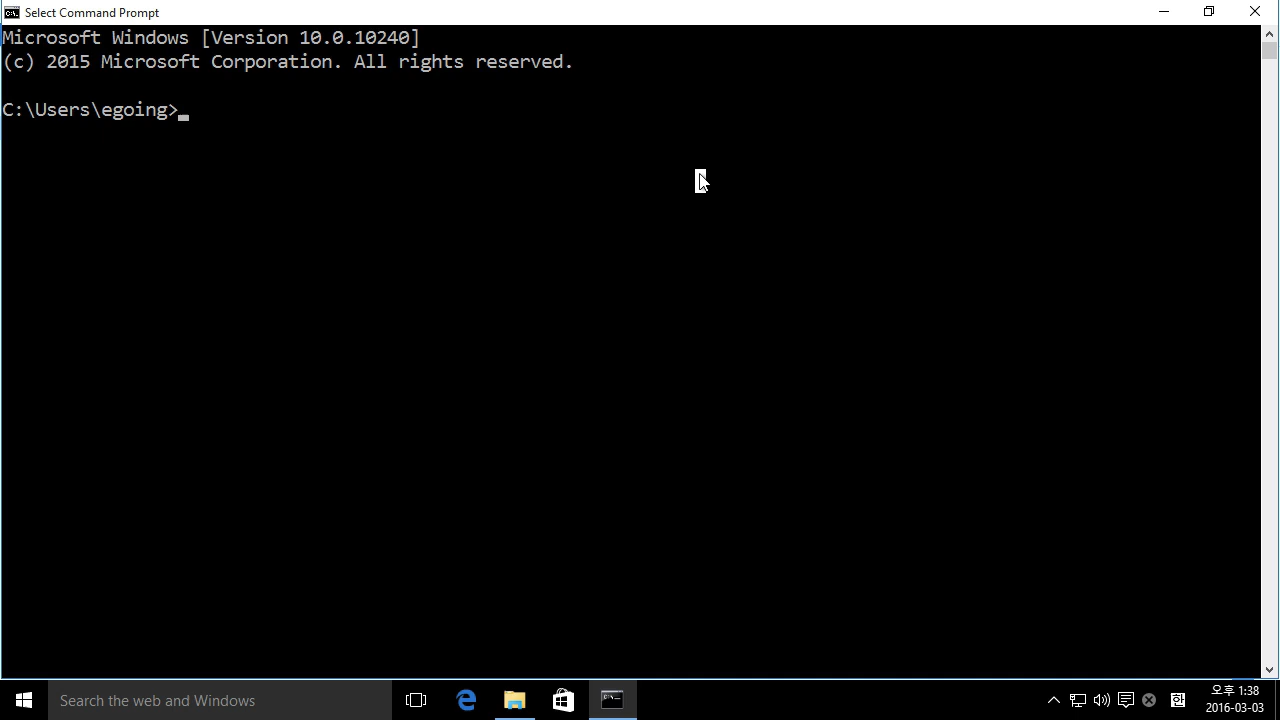 Select Command Prompt
Microsoft Windows [Version 10.0.10240]
(c) 2015 Microsoft Corporation. All rights reserved.
C:\Users\egoing>
Search the web and Windows
한
오후 1:38
2016-03-03